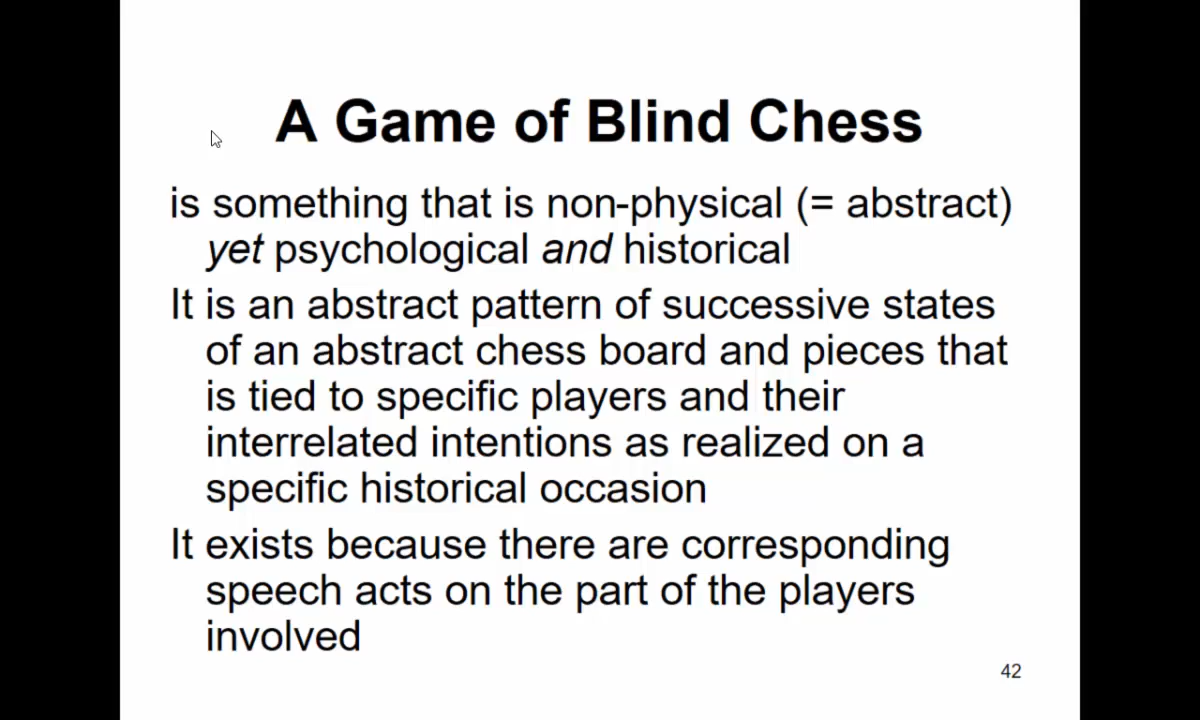 A Game of Blind Chess
is something that is non-physical (= abstract)
yet psychological and historical
It is an abstract pattern of successive states
of an abstract chess board and pieces that
is tied to specific players and their
interrelated intentions as realized on a
specific historical occasion
It exists because there are corresponding
speech acts on the part of the players
involved
42